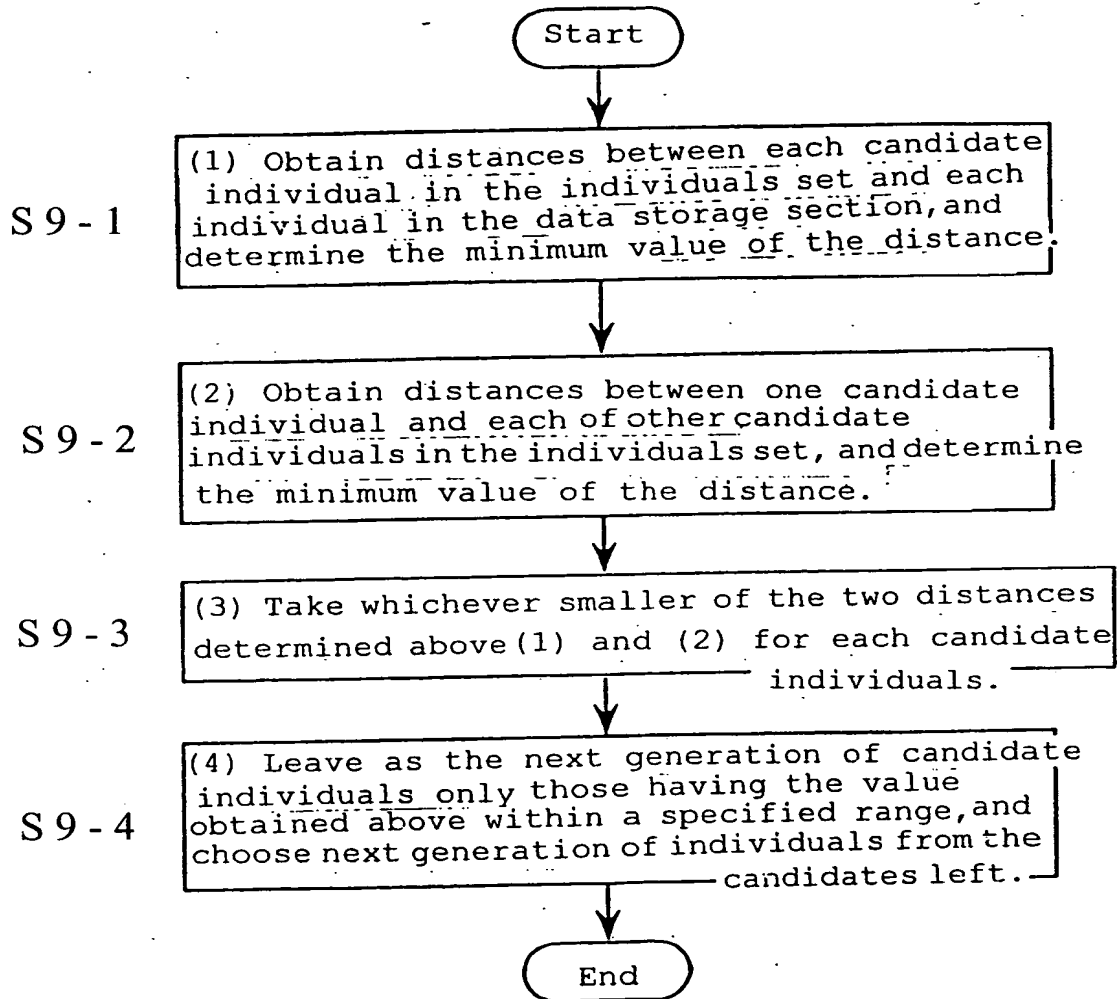 Start
S9-1
(1) Obtain distances between each candidate
individual in the individuals set and each
individual in the data storage section, and
determine the minimum value of the distance.
S9-2
(2) Obtain distances between one candidate
individual and each of other candidate
individuals in the individuals set, and determine
the minimum value of the distance.
S9-3
(3) Take whichever smaller of the two distances
determined above (1) and (2) for each candidate
individuals.
S9-4
(4) Leave as the next generation of candidate
individuals only those having the value
obtained above within a specified range, and
choose next generation of individuals from the
candidates left.
End